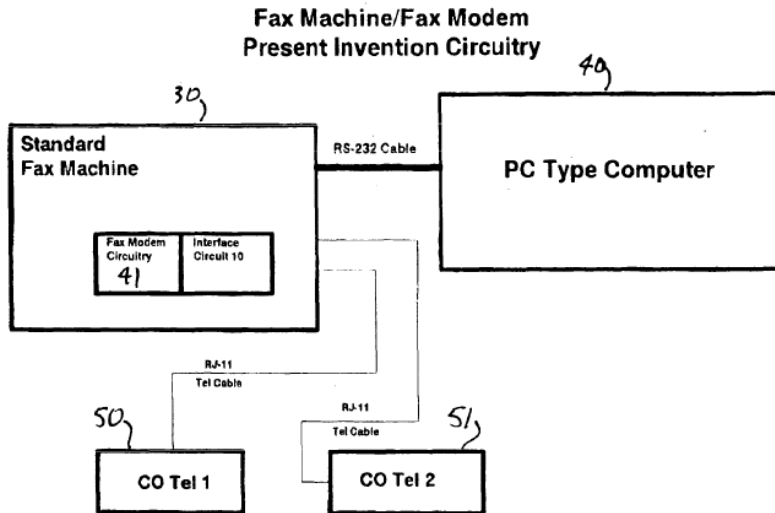 Fax Machine/Fax Modem
Present Invention Circuitry
30
40
Standard
Fax Machine
RS-232 Cable
PC Type Computer
Fax Modem
Circuitry
41
Interface
Circuit 10
RJ-11
Tel Cable
RJ-11
Tel Cable
50
CO Tel 1
51
CO Tel 2